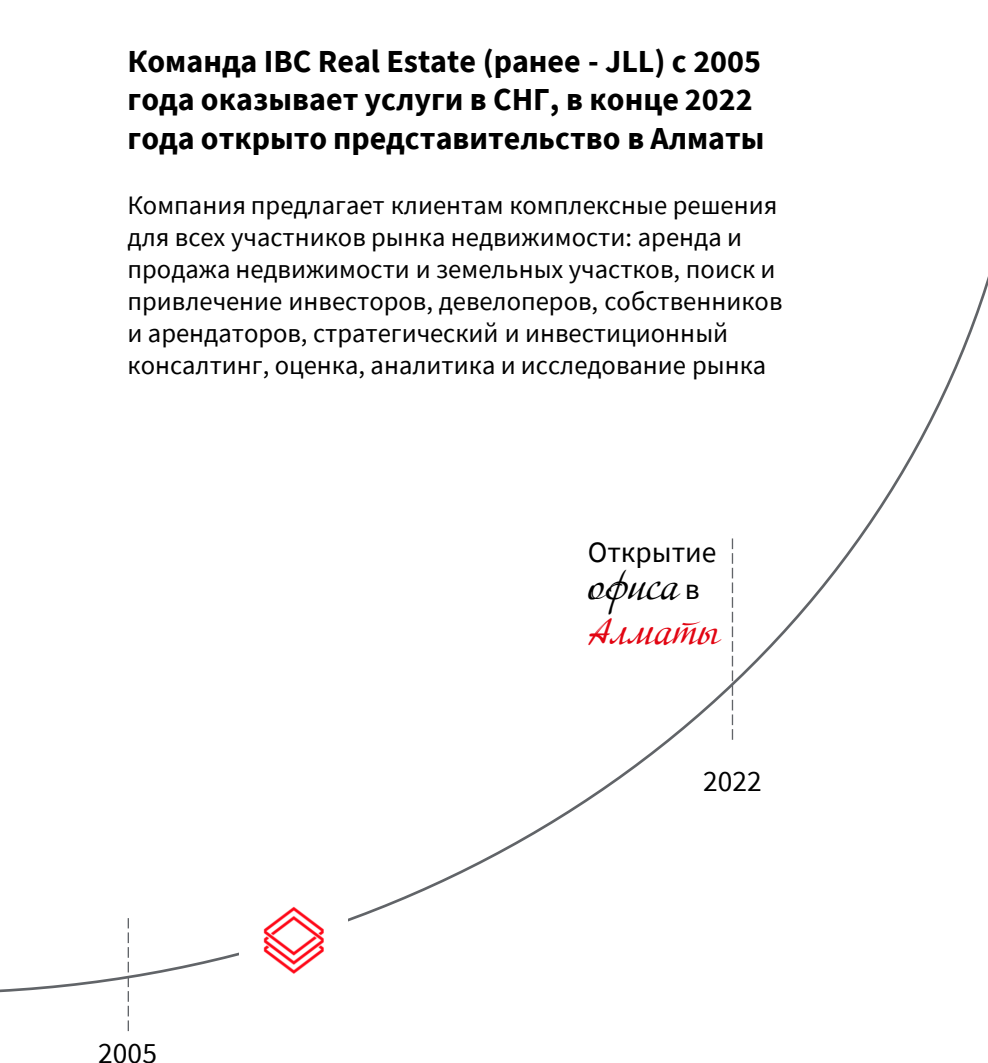 Команда IBC Real Estate (ранее - JLL) с 2005
года оказывает услуги в СНГ, в конце 2022
года открыто представительство в Алматы
Компания предлагает клиентам комплексные решения
для всех участников рынка недвижимости: аренда и
продажа недвижимости и земельных участков, поиск и
привлечение инвесторов, девелоперов, собственников
и арендаторов, стратегический и инвестиционный
консалтинг, оценка, аналитика и исследование рынка
Открытие
офиса в
Алматы
2022
2005